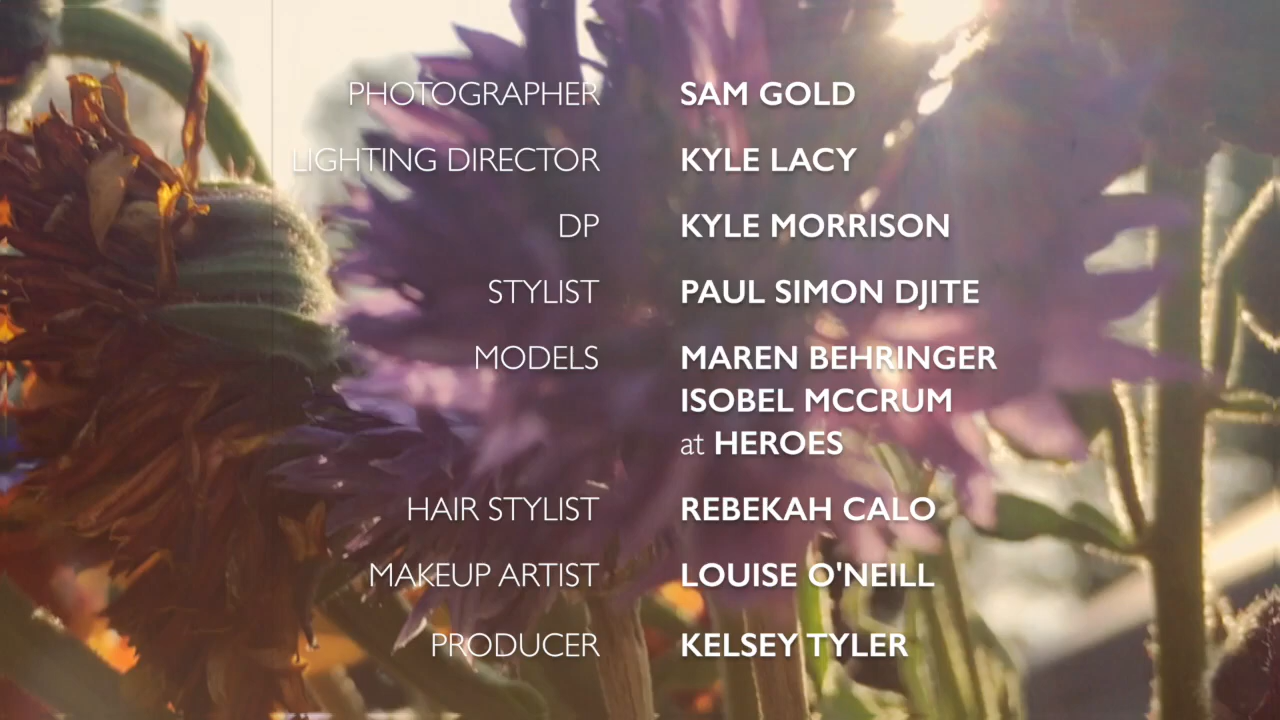 PHOTOGRAPHER SAM GOLD
LIGHTING DIRECTOR KYLE LACY
DP KYLE MORRISON
STYLIST PAUL SIMON DJITE
MODELS MAREN BEHRINGER
ISOBEL MCCRUM
at HEROES
HAIR STYLIST REBEKAH CALO
MAKEUP ARTIST LOUISE O'NEILL
PRODUCER KELSEY TYLER